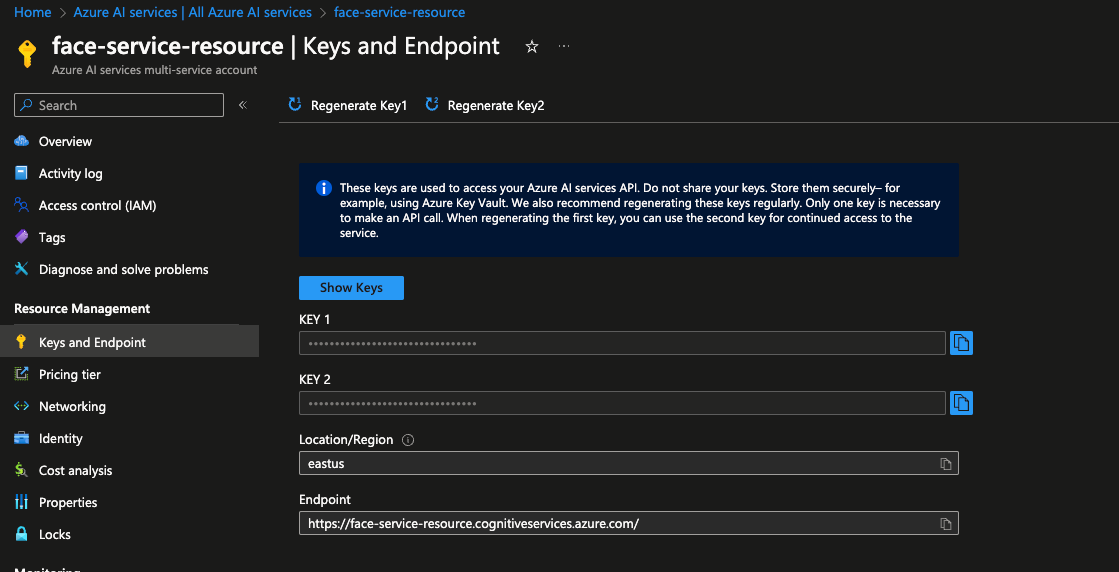 Home > Azure AI services | All Azure AI services > face-service-resource
face-service-resource | Keys and Endpoint
Azure AI services multi-service account
Search
Regenerate Key1
Regenerate Key2
Overview
Activity log
Access control (IAM)
Tags
Diagnose and solve problems
Resource Management
Keys and Endpoint
Pricing tier
Networking
Identity
Cost analysis
Properties
Locks
Monitoring
These keys are used to access your Azure AI services API. Do not share your keys. Store them securely– for
example, using Azure Key Vault. We also recommend regenerating these keys regularly. Only one key is necessary
to make an API call. When regenerating the first key, you can use the second key for continued access to the
service.
Show Keys
KEY 1
••••••••••••••••••••••••••••••••
KEY 2
••••••••••••••••••••••••••••••••
Location/Region
eastus
Endpoint
https://face-service-resource.cognitiveservices.azure.com/